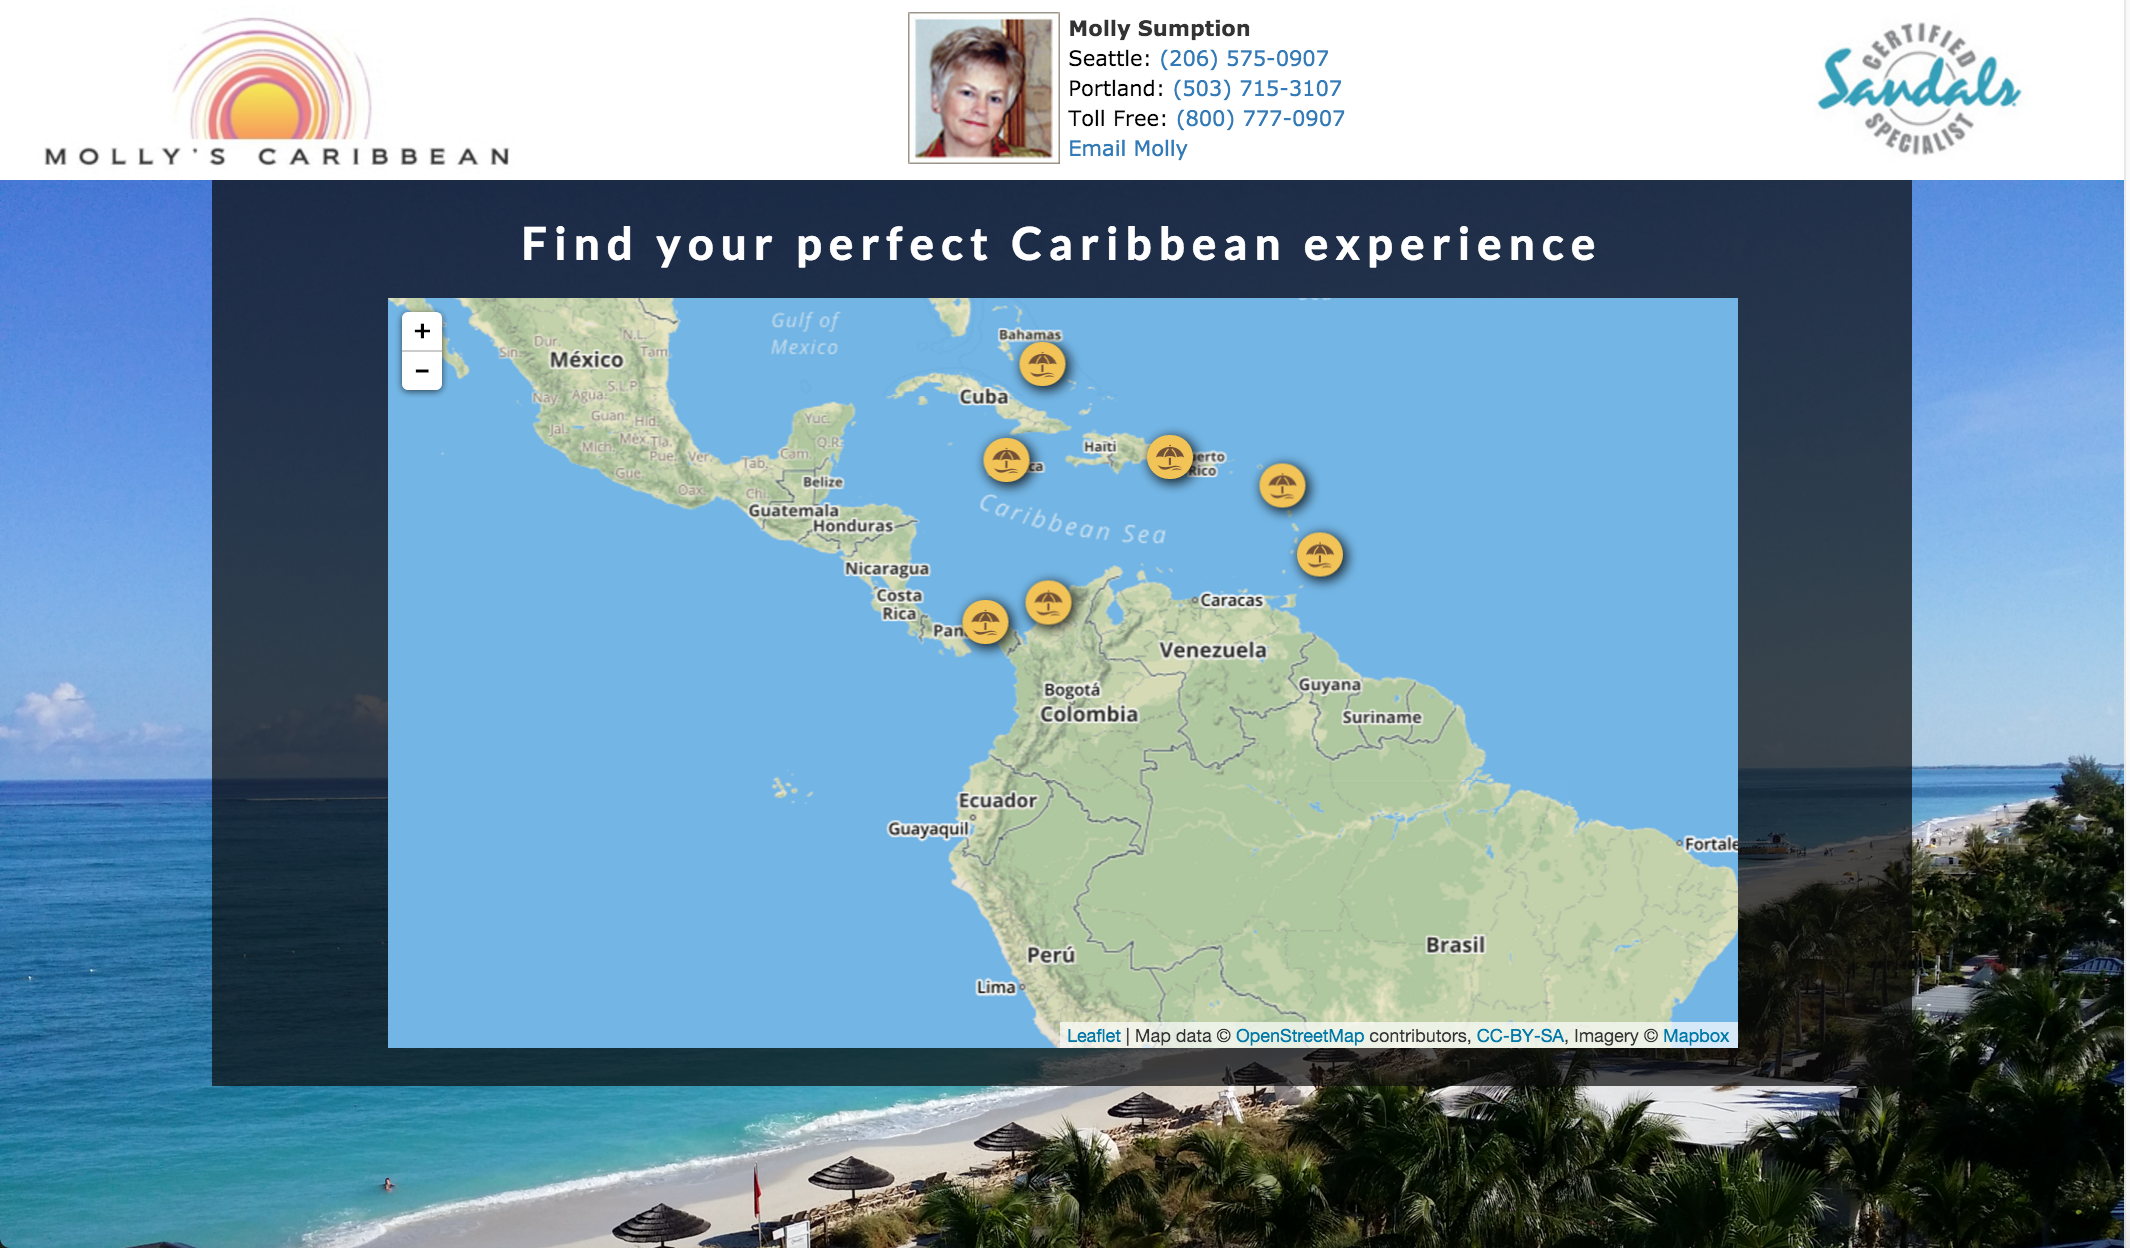 MOLLY'S CARIBBEAN
Molly Sumption
Seattle: (206) 575-0907
Portland: (503) 715-3107
Toll Free: (800) 777-0907
Email Molly
CERTIFIED
Sandals
SPECIALIST
Find your perfect Caribbean experience
+
−
Gulf of
Mexico
Bahamas
N.L.
Dur.
Sin.
Tam
México
S.L.P.
Nay.
Agua.
Cuba
Guan.
Hid.
Yuc.
Jal.
Mich.
Méx.
Tla.
Q.R.
Haïti
Pue.
Ver.
Cam.
erto
Rico
Tab.
ca
Gue.
Belize
Oax.
Chi.
Caribbean Sea
Guatemala
Honduras
Nicaragua
Costa
Rica
Caracas
Pan
Venezuela
Guyana
Bogotá
Colombia
Suriname
Ecuador
Guayaquil
Fortale
Brasil
Perú
Lima
Leaflet | Map data © OpenStreetMap contributors, CC-BY-SA, Imagery © Mapbox